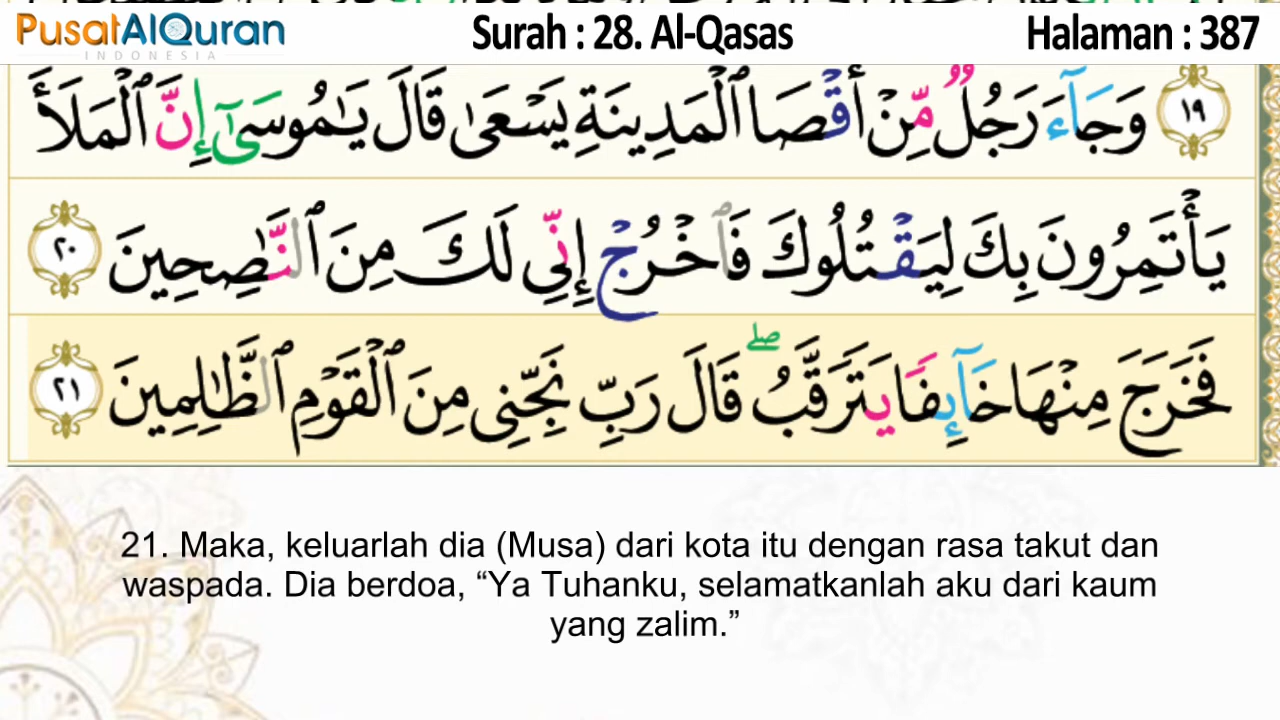 PusatAlQuran
INDONESIA
Surah : 28. Al-Qasas
Halaman : 387
١٩ وَجَآءَ رَجُلٌ مِّنْ أَقْصَا ٱلْمَدِينَةِ يَسْعَىٰ قَالَ يَـٰمُوسَىٰٓ إِنَّ ٱلْمَلَأَ
يَأْتَمِرُونَ بِكَ لِيَقْتُلُوكَ فَٱخْرُجْ إِنِّى لَكَ مِنَ ٱلنَّـٰصِحِينَ ٢٠
فَخَرَجَ مِنْهَا خَآئِفًا يَتَرَقَّبُ ۖ قَالَ رَبِّ نَجِّنِى مِنَ ٱلْقَوْمِ ٱلظَّـٰلِمِينَ ٢١
21. Maka, keluarlah dia (Musa) dari kota itu dengan rasa takut dan
waspada. Dia berdoa, “Ya Tuhanku, selamatkanlah aku dari kaum
yang zalim.”